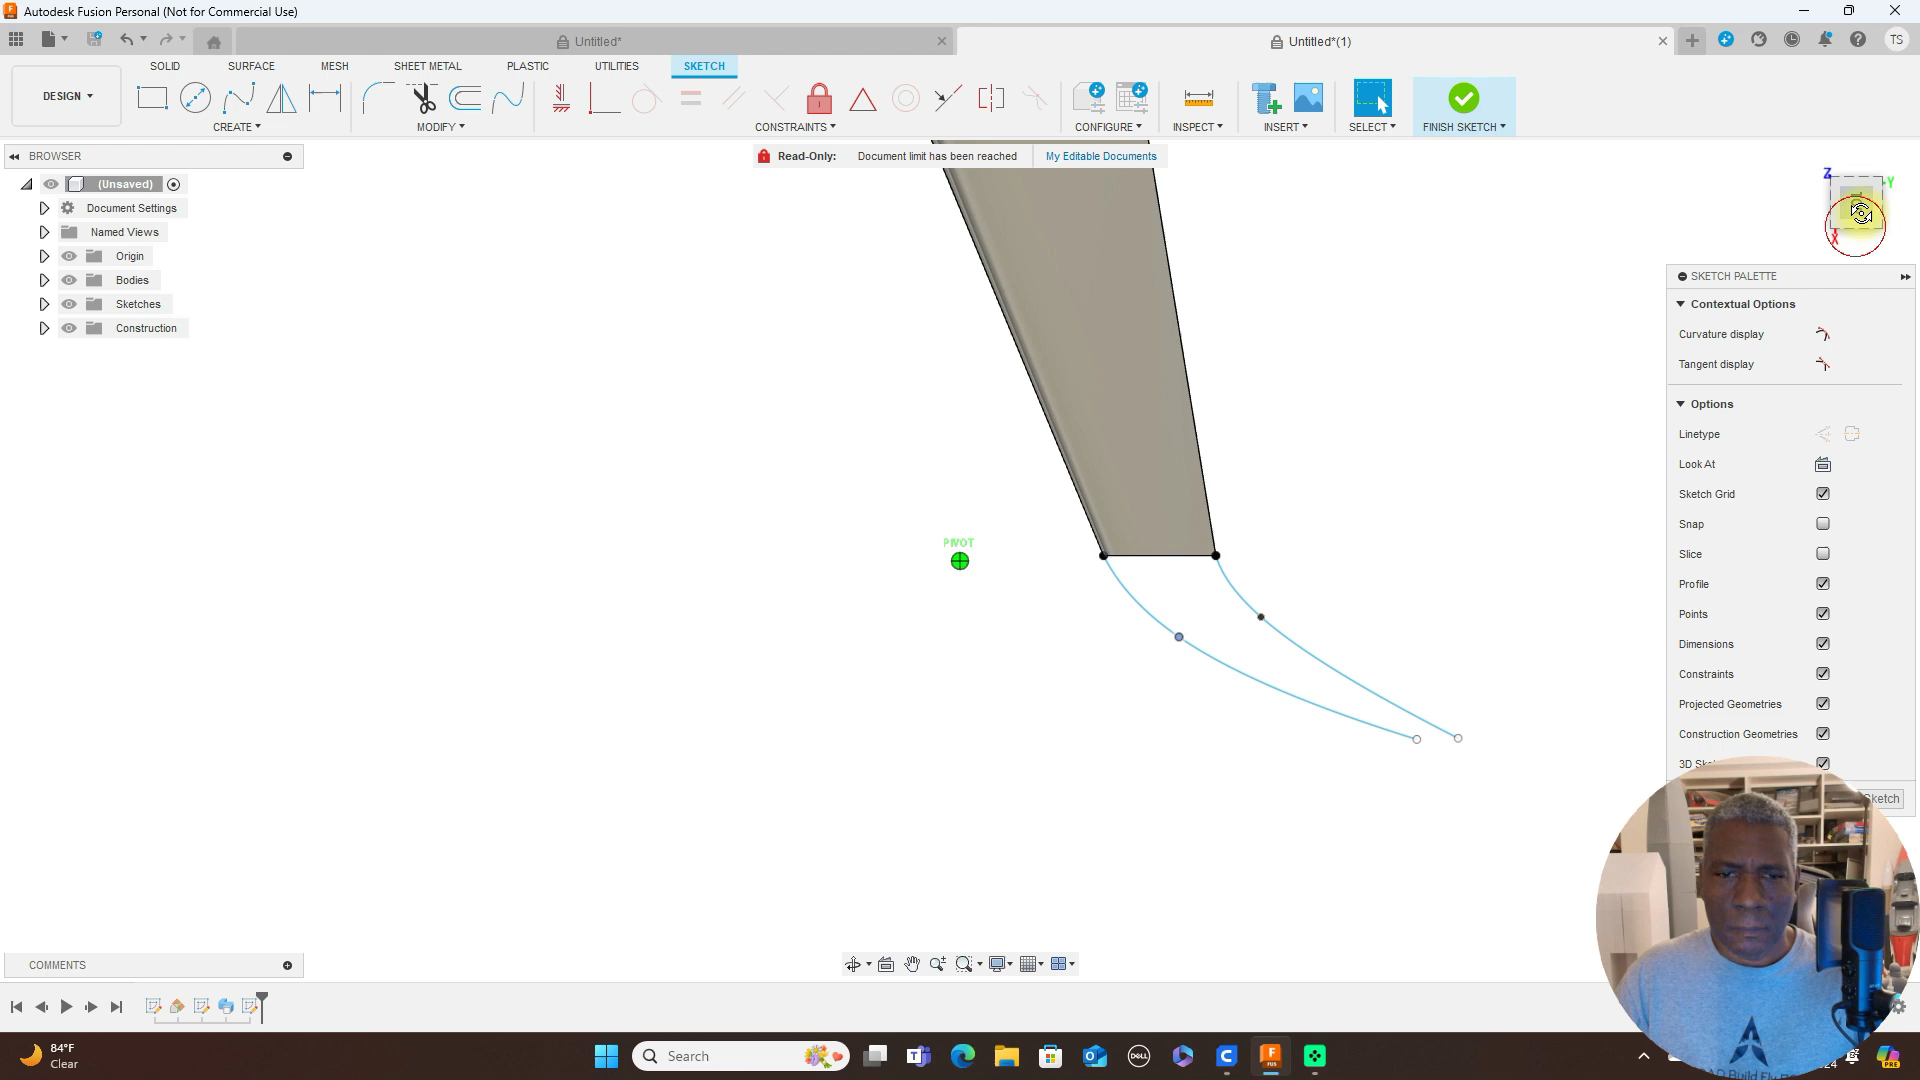 Autodesk Fusion Personal (Not for Commercial Use)
Untitled*
Untitled*(1)
TS
SOLID
SURFACE
MESH
SHEET METAL
PLASTIC
UTILITIES
SKETCH
DESIGN
CREATE
MODIFY
CONSTRAINTS
CONFIGURE
INSPECT
INSERT
SELECT
FINISH SKETCH
BROWSER
Read-Only: Document limit has been reached My Editable Documents
(Unsaved)
Document Settings
Named Views
Origin
Bodies
Sketches
Construction
Z
Y
X
PIVOT
SKETCH PALETTE
Contextual Options
Curvature display
Tangent display
Options
Linetype
Look At
Sketch Grid
Snap
Slice
Profile
Points
Dimensions
Constraints
Projected Geometries
Construction Geometries
Sketch
COMMENTS
84°F
Clear
Search
DELL
FUS
PRE